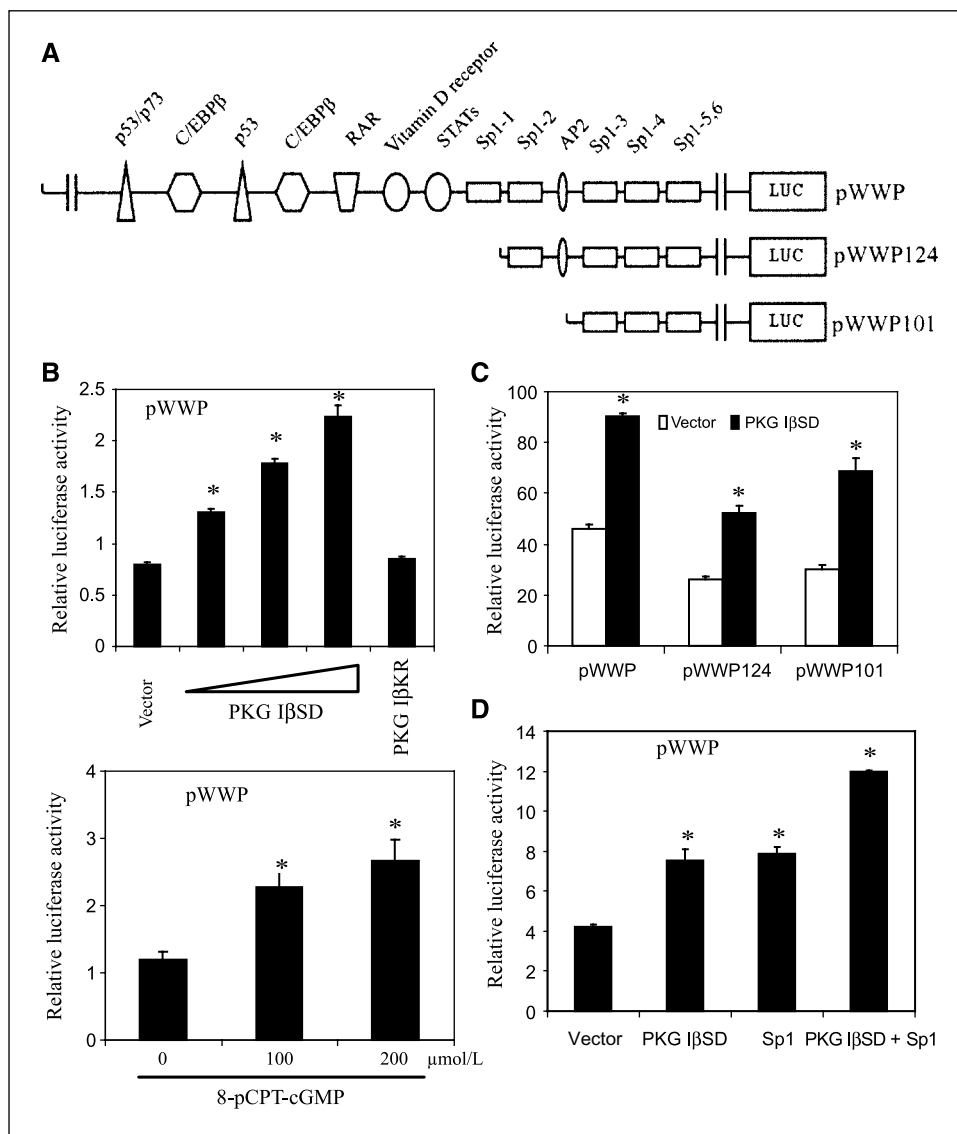 A
p53/p73
C/EBPβ
p53
C/EBPβ
RAR
Vitamin D receptor
STATs
Sp1-1
Sp1-2
AP2
Sp1-3
Sp1-4
Sp1-5,6
LUC pWWP
LUC pWWP124
LUC pWWP101
B
pWWP
Relative luciferase activity
2.5
2
1.5
1
0.5
0
*
*
*
Vector
PKG IβSD
PKG IβKR
pWWP
Relative luciferase activity
4
3
2
1
0
*
*
0 100 200 µmol/L
8-pCPT-cGMP
C
Relative luciferase activity
100
80
60
40
20
0
Vector PKG IβSD
*
*
*
pWWP pWWP124 pWWP101
D
pWWP
Relative luciferase activity
14
12
10
8
6
4
2
0
*
*
*
Vector PKG IβSD Sp1 PKG IβSD + Sp1